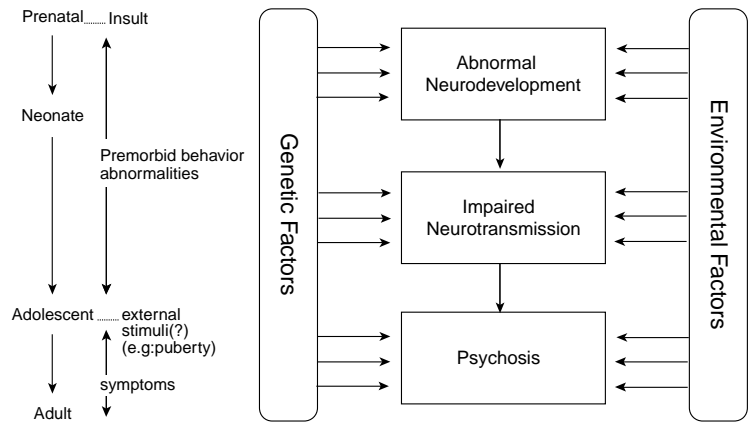 Prenatal ...... Insult
Neonate
Premorbid behavior
abnormalities
Adolescent ...... external
stimuli(?)
(e.g:puberty)
symptoms
Adult
Genetic Factors
Abnormal
Neurodevelopment
Impaired
Neurotransmission
Psychosis
Environmental Factors